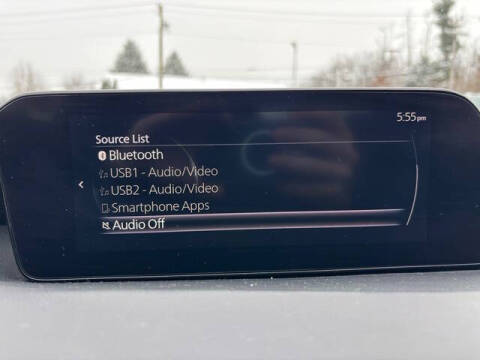 5:55pm
Source List
Bluetooth
USB1 - Audio/Video
USB2 - Audio/Video
Smartphone Apps
Audio Off